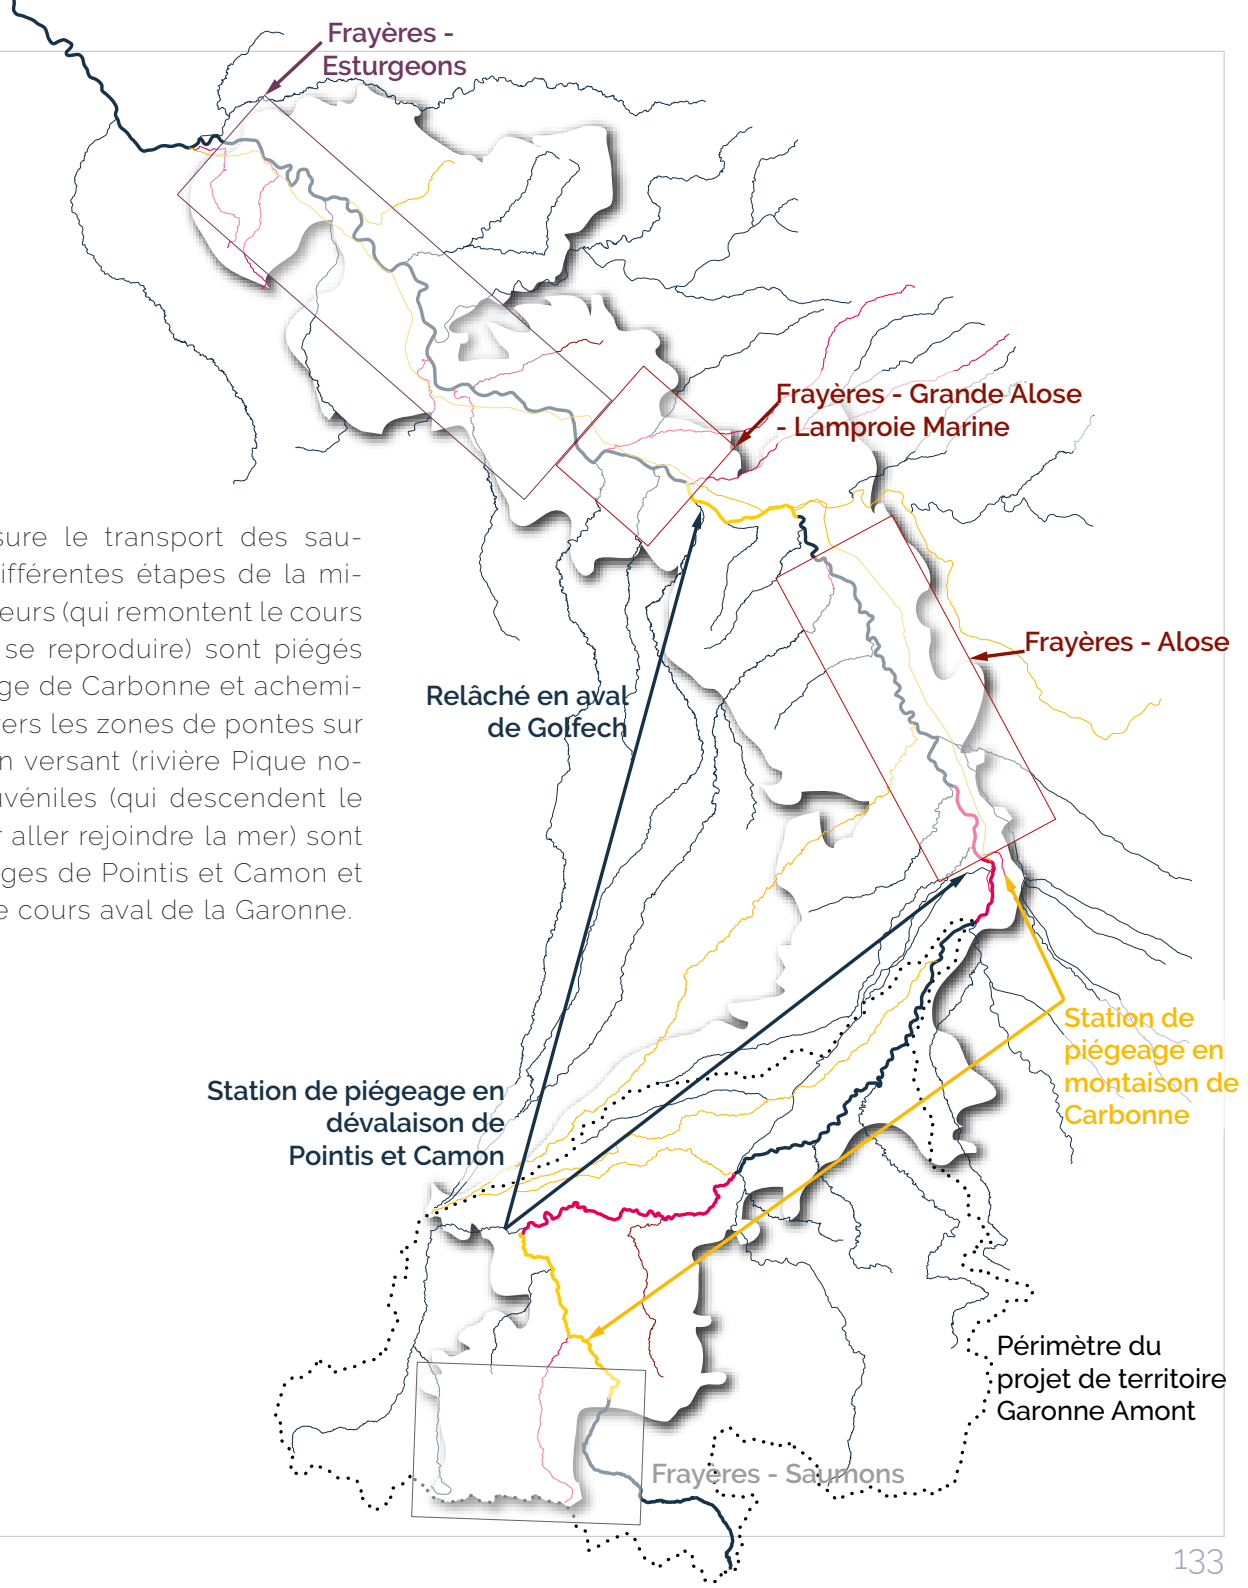 Frayères -
Esturgeons
Frayères - Grande Alose
- Lamproie Marine
sure le transport des sau-
ifférentes étapes de la mi-
eurs (qui remontent le cours
se reproduire) sont piégés
ge de Carbonne et achemi-
vers les zones de pontes sur
n versant (rivière Pique no-
uvéniles (qui descendent le
r aller rejoindre la mer) sont
ges de Pointis et Camon et
e cours aval de la Garonne.
Frayères - Alose
Relâché en aval
de Golfech
Station de
piégeage en
montaison de
Carbonne
Station de piégeage en
dévalaison de
Pointis et Camon
Périmètre du
projet de territoire
Garonne Amont
Frayères - Saumons
133